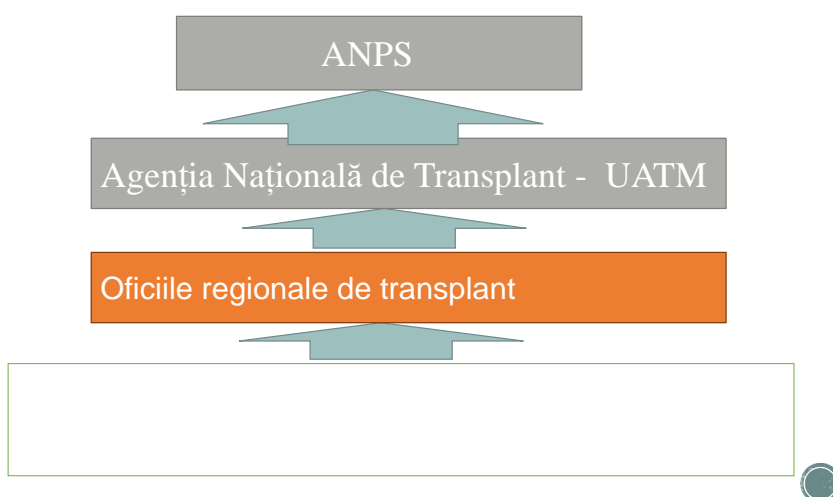 ANPS
Agenția Națională de Transplant - UATM
Oficiile regionale de transplant